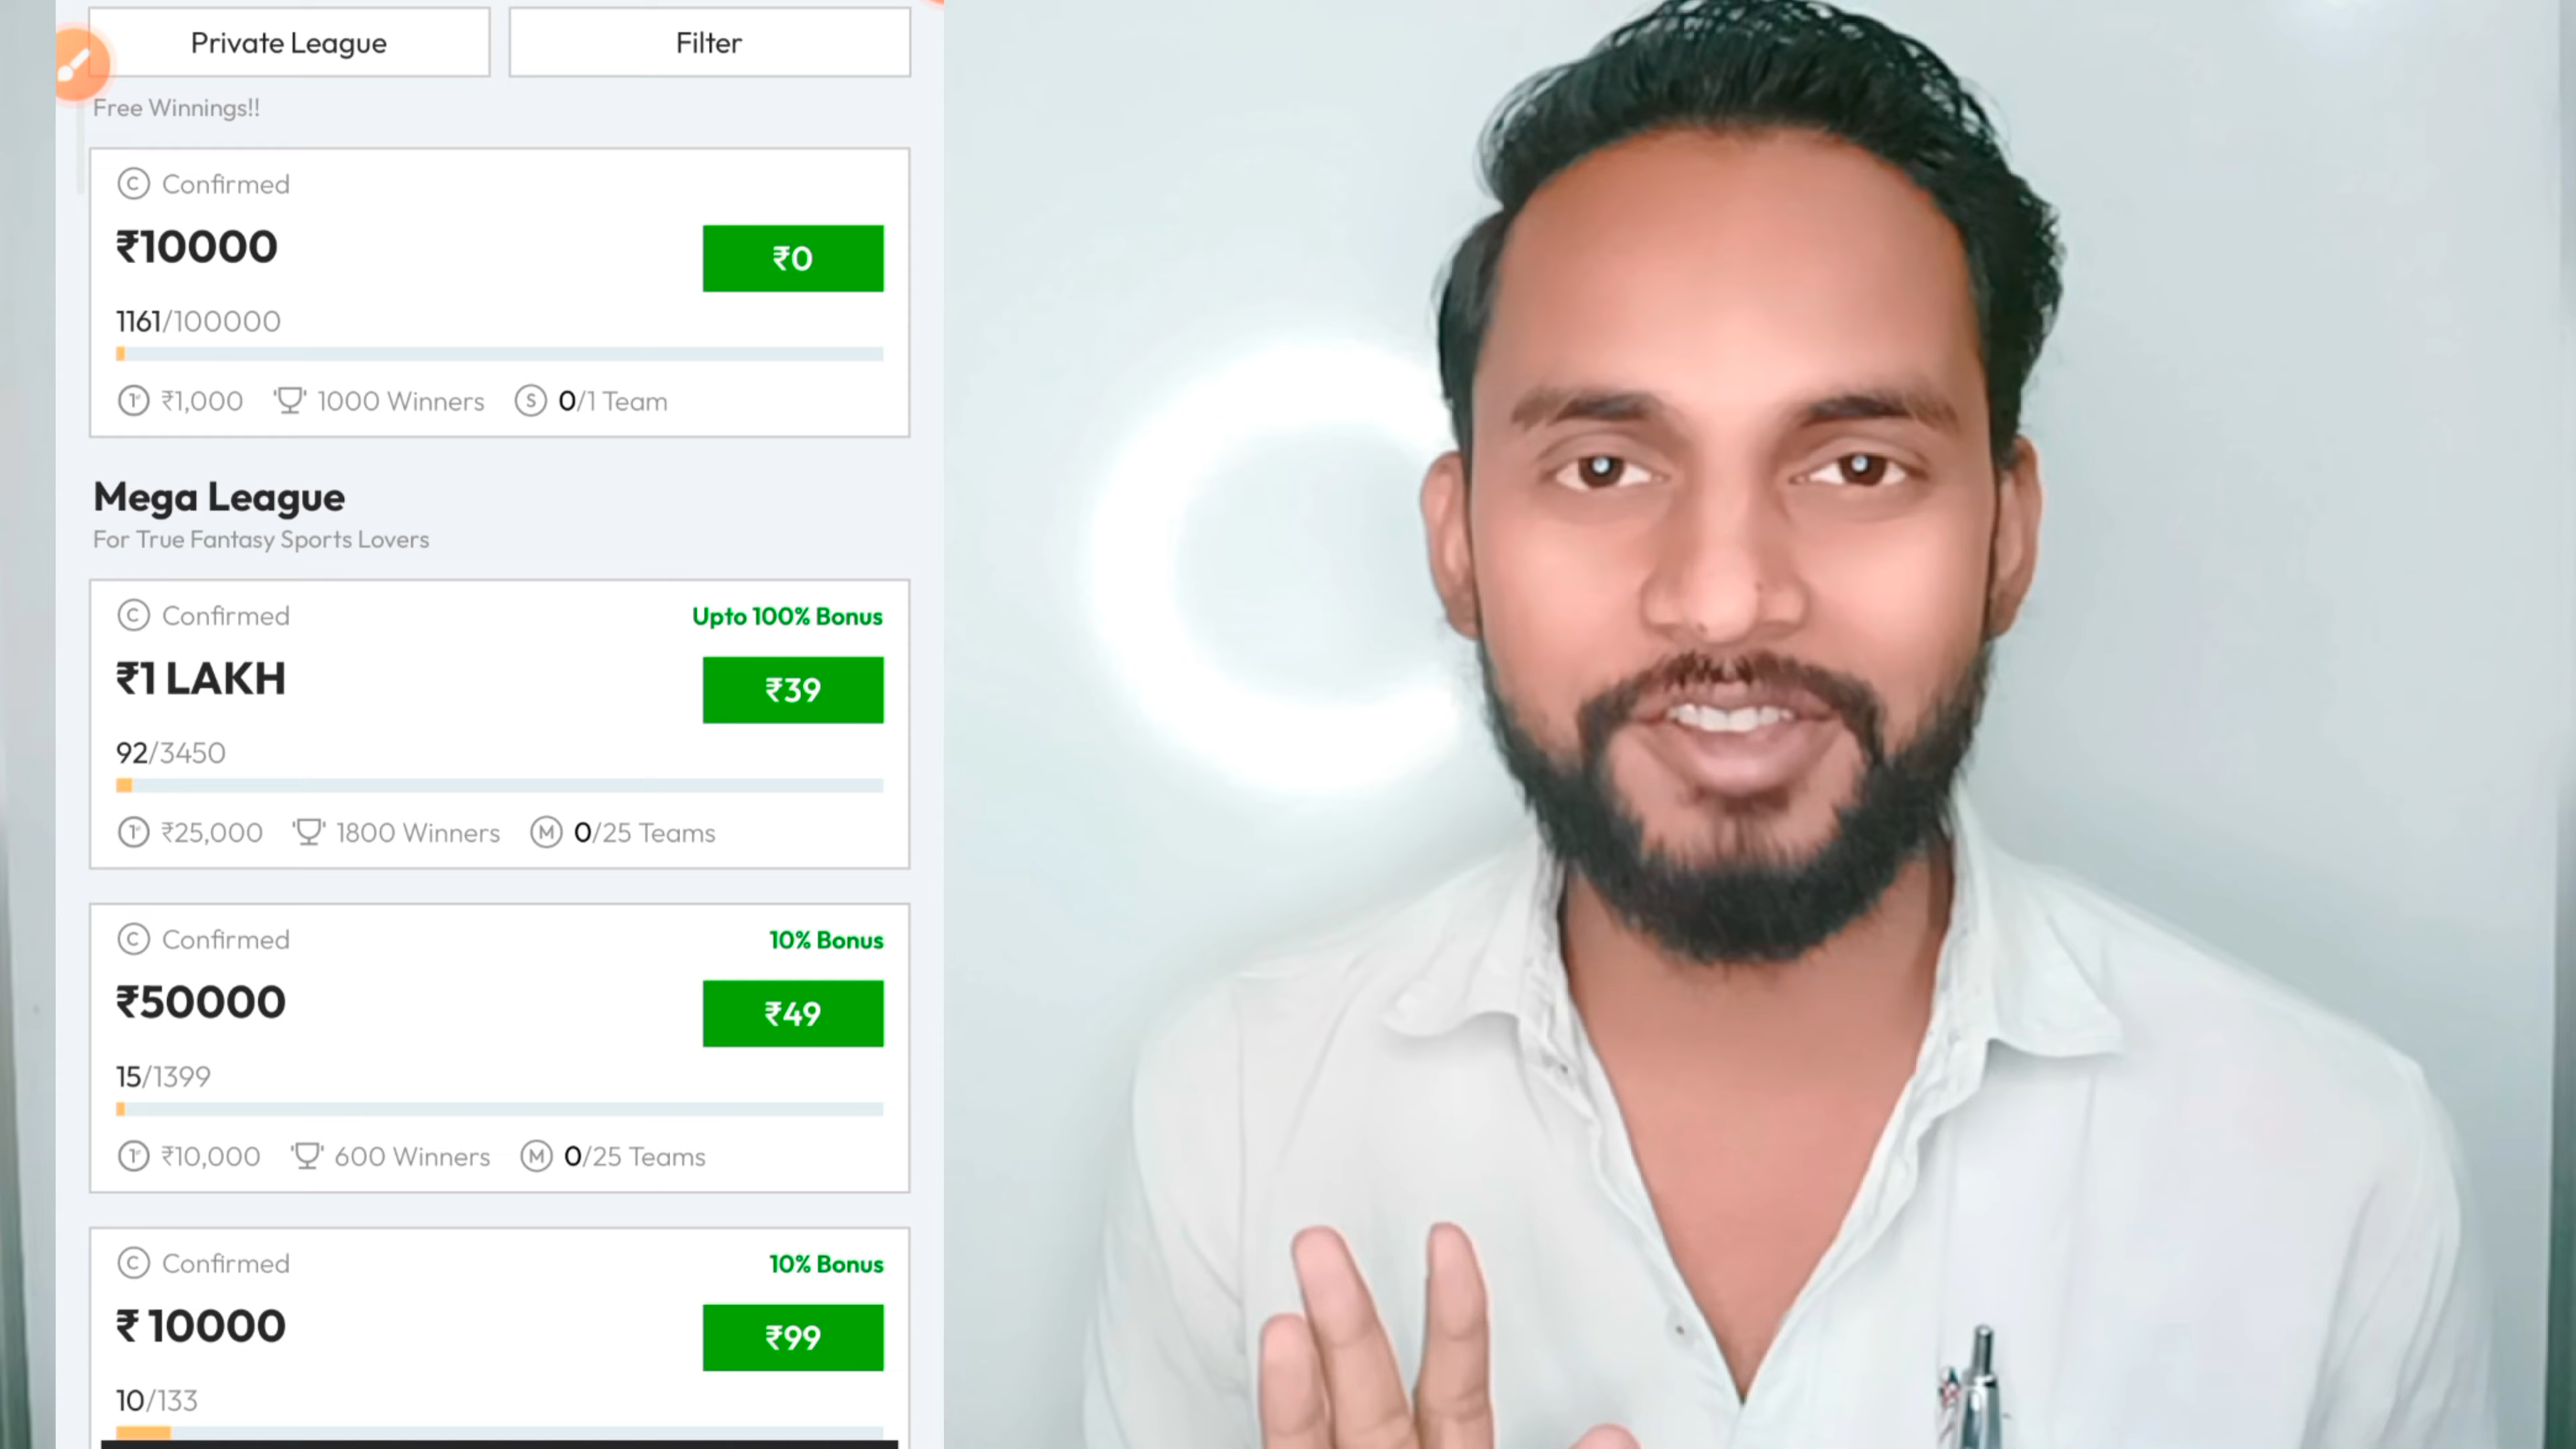 Private League
Filter
Free Winnings!!
C Confirmed
₹10000
₹0
1161/100000
1st ₹1,000 1000 Winners S 0/1 Team
Mega League
For True Fantasy Sports Lovers
C Confirmed
Upto 100% Bonus
₹1 LAKH
₹39
92/3450
1st ₹25,000 1800 Winners M 0/25 Teams
C Confirmed
10% Bonus
₹50000
₹49
15/1399
1st ₹10,000 600 Winners M 0/25 Teams
C Confirmed
10% Bonus
₹ 10000
₹99
10/133